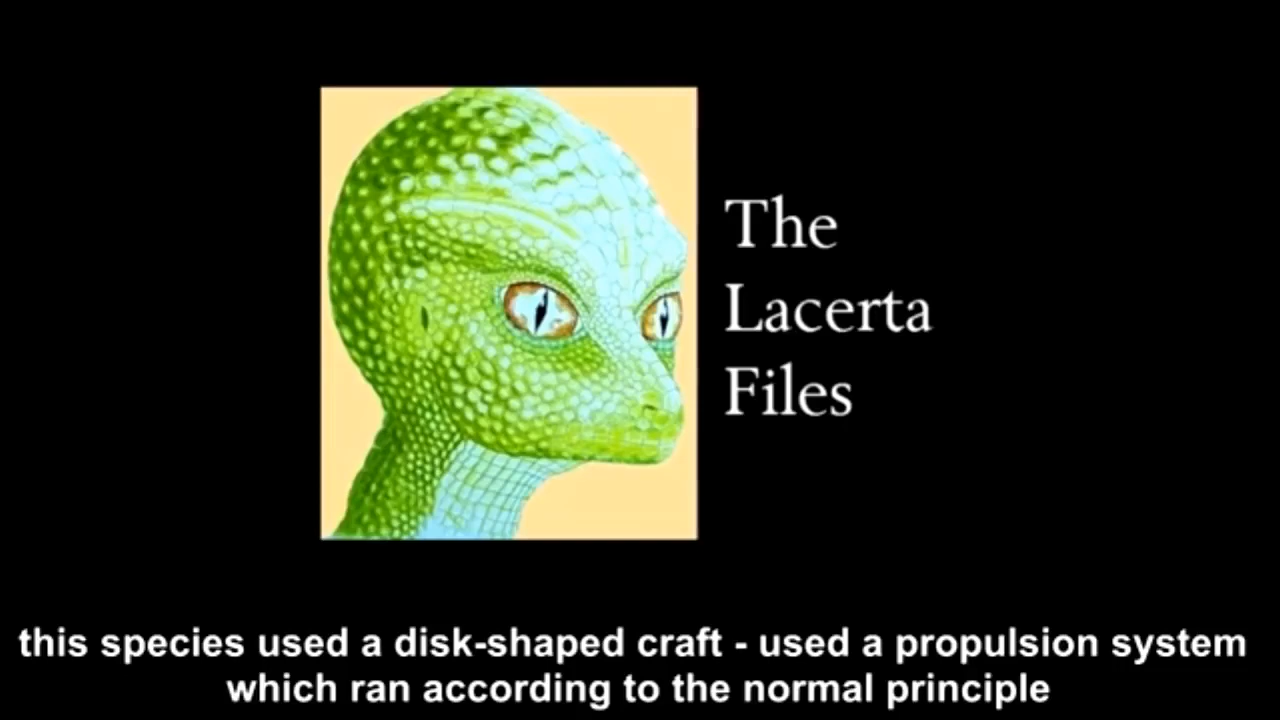 The
Lacerta
Files
this species used a disk-shaped craft - used a propulsion system
which ran according to the normal principle